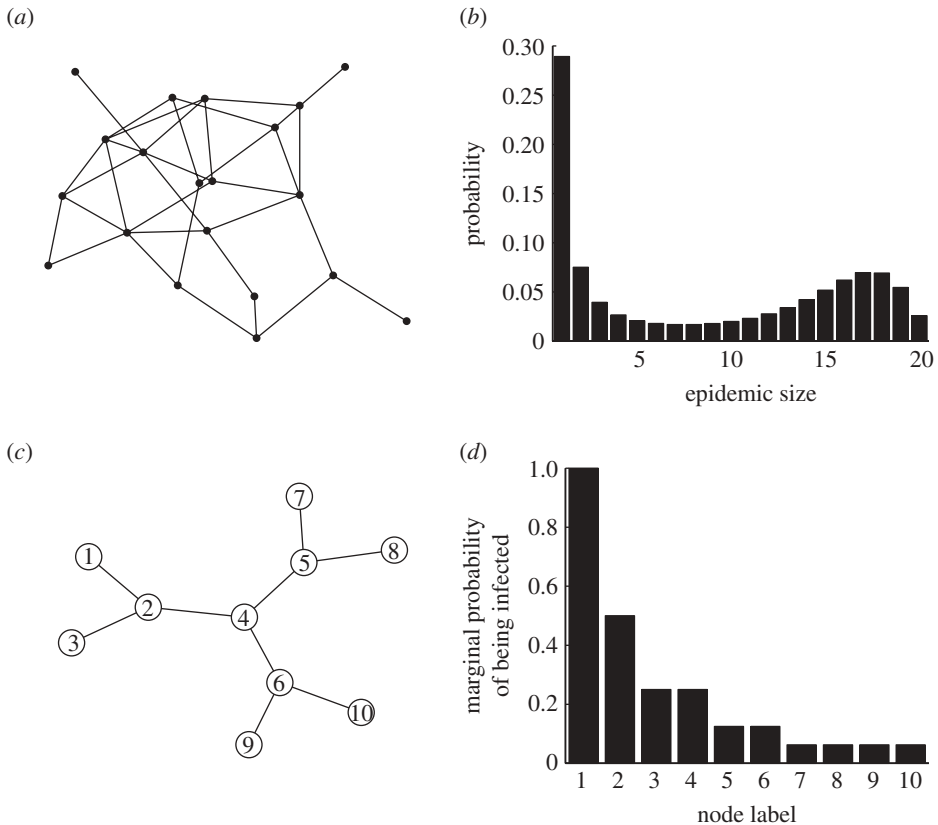 (a)
(b)
0.30
0.25
0.20
0.15
0.10
0.05
0
probability
5 10 15 20
epidemic size
(c)
1
2
3
4
5
6
7
8
9
10
(d)
1.0
0.8
0.6
0.4
0.2
0
marginal probability
of being infected
1 2 3 4 5 6 7 8 9 10
node label